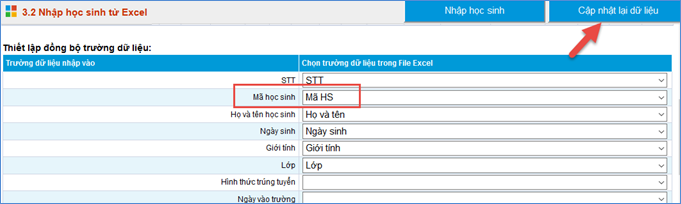 3.2 Nhập học sinh từ Excel Nhập học sinh Cập nhật lại dữ liệu
Thiết lập đồng bộ trường dữ liệu:
Trường dữ liệu nhập vào Chọn trường dữ liệu trong File Excel
STT STT
Mã học sinh Mã HS
Họ và tên học sinh Họ và tên
Ngày sinh Ngày sinh
Giới tính Giới tính
Lớp Lớp
Hình thức trúng tuyển
Ngày vào trường